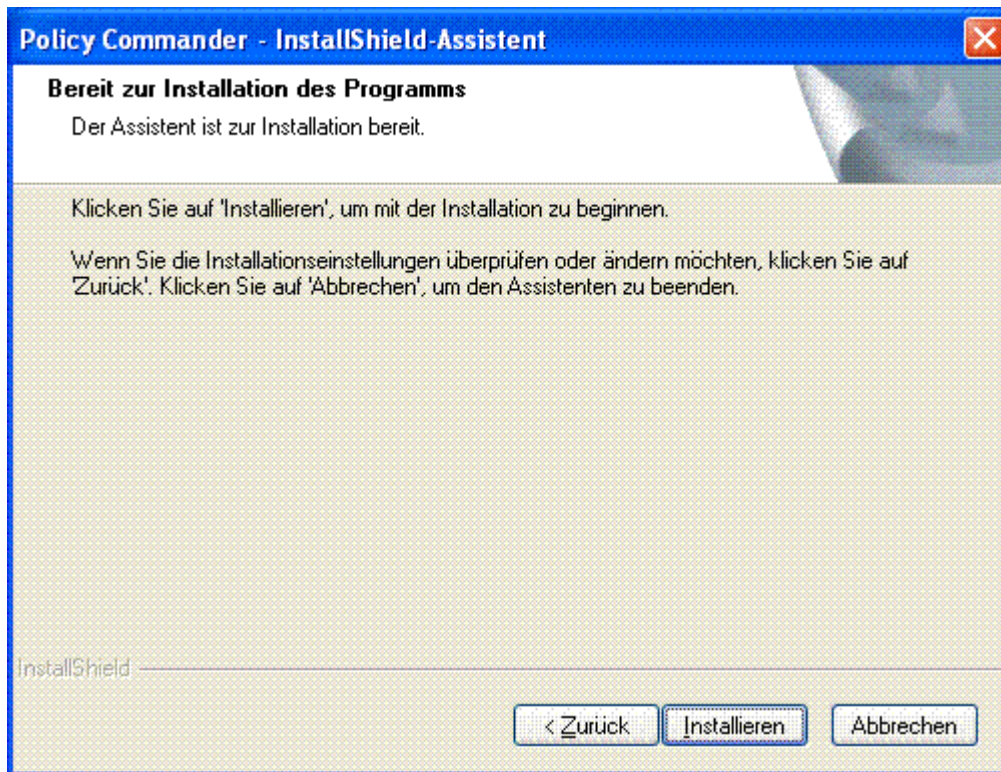 Policy Commander - InstallShield-Assistent
Bereit zur Installation des Programms
Der Assistent ist zur Installation bereit.
Klicken Sie auf 'Installieren', um mit der Installation zu beginnen.
Wenn Sie die Installationseinstellungen überprüfen oder ändern möchten, klicken Sie auf
'Zurück'. Klicken Sie auf 'Abbrechen', um den Assistenten zu beenden.
InstallShield
< Zurück Installieren Abbrechen